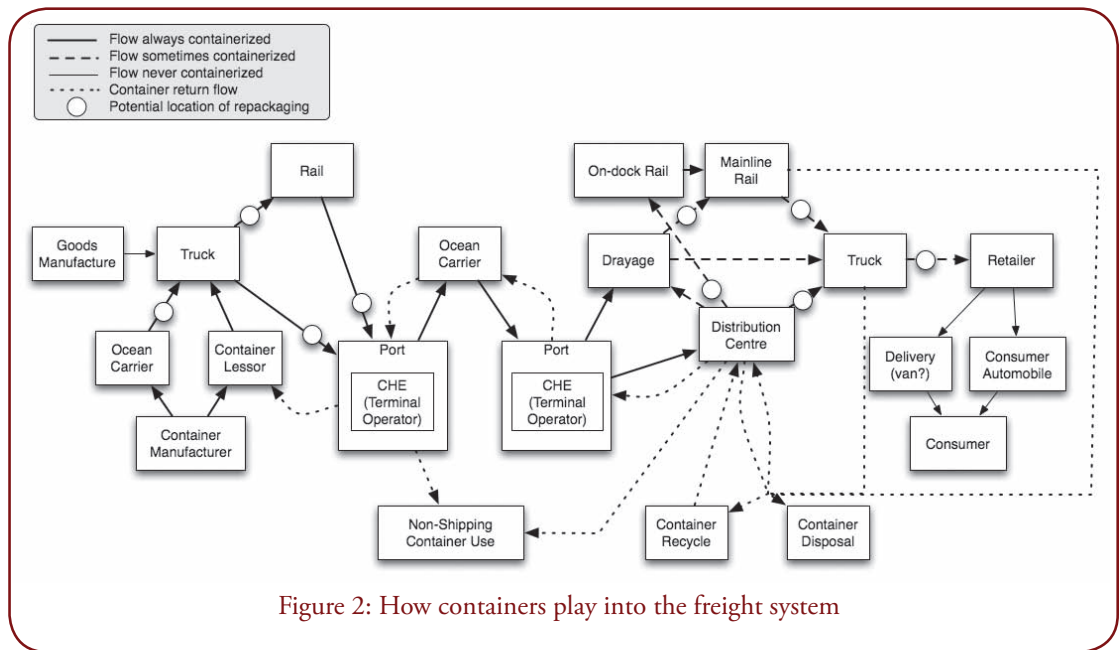 Flow always containerized
Flow sometimes containerized
Flow never containerized
Container return flow
Potential location of repackaging
Rail
On-dock Rail
Mainline
Rail
Goods
Manufacture
Truck
Ocean
Carrier
Drayage
Truck
Retailer
Ocean
Carrier
Container
Lessor
Port
CHE
(Terminal
Operator)
Port
CHE
(Terminal
Operator)
Distribution
Centre
Delivery
(van?)
Consumer
Automobile
Container
Manufacturer
Consumer
Non-Shipping
Container Use
Container
Recycle
Container
Disposal
Figure 2: How containers play into the freight system